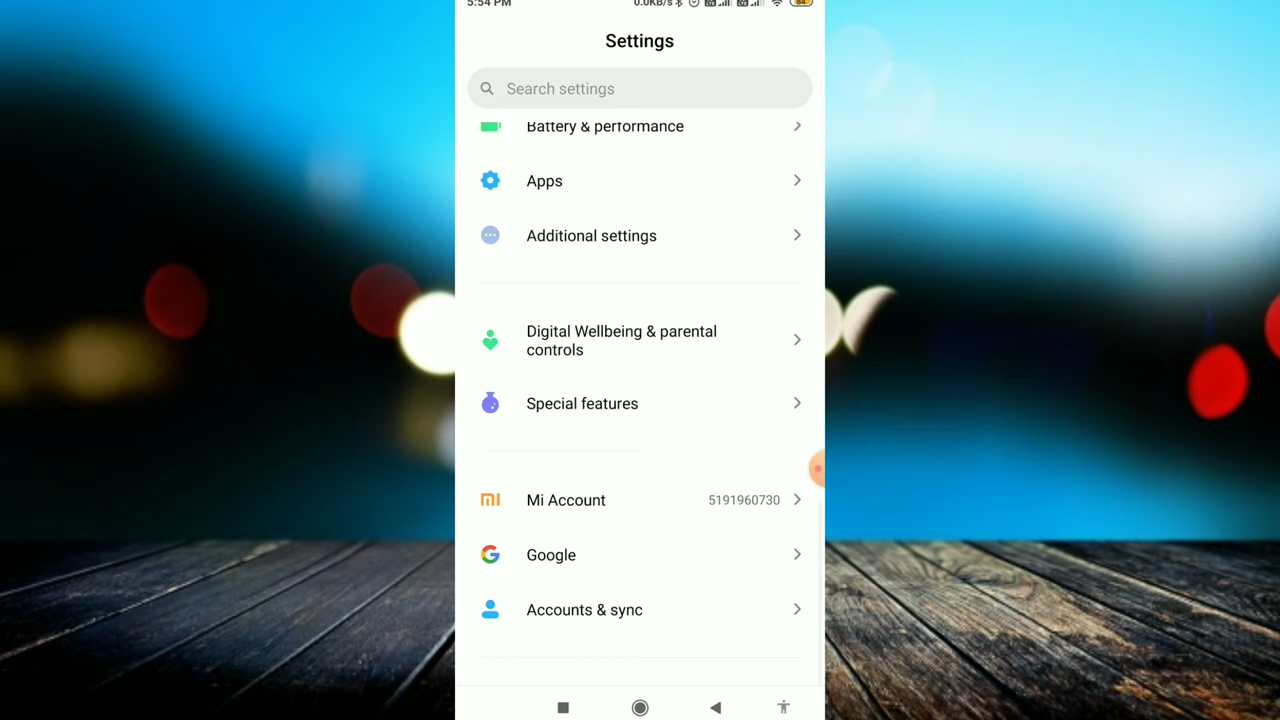 5:54 PM 0.0KB/s 84
Settings
Search settings
Battery & performance
Apps
Additional settings
Digital Wellbeing & parental
controls
Special features
Mi Account 5191960730
Google
Accounts & sync